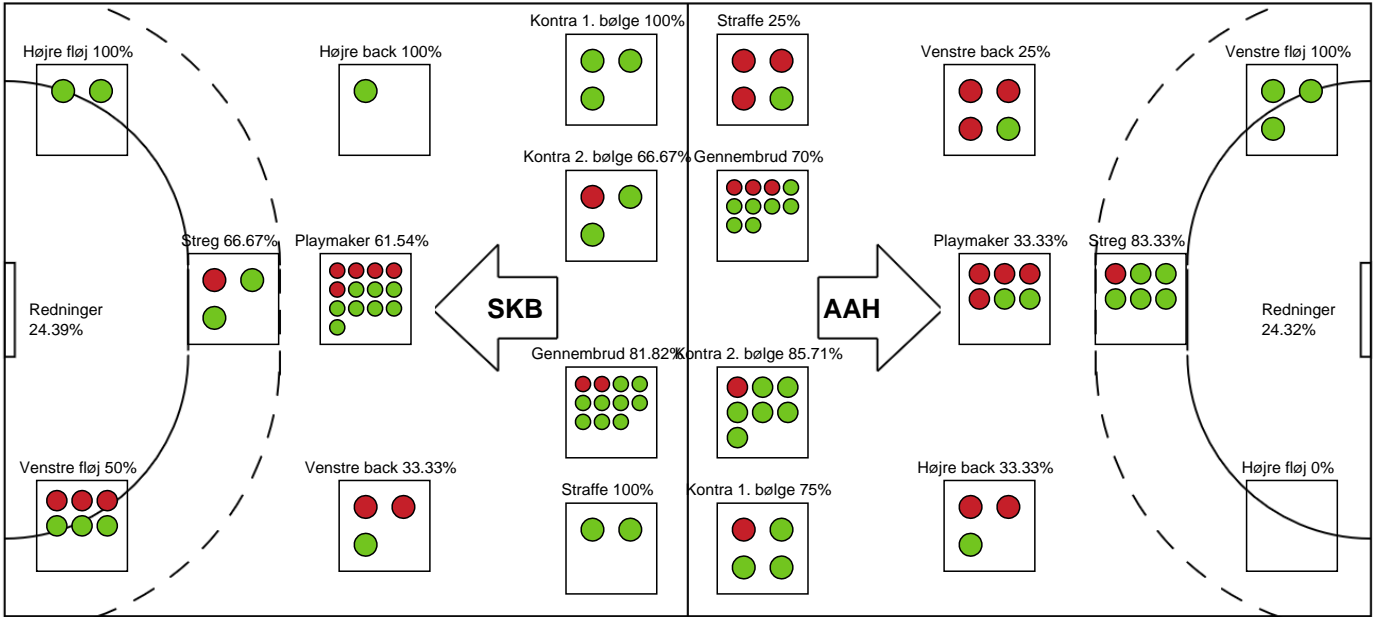 Kontra 1. bølge 100%
Straffe 25%
Højre fløj 100%
Højre back 100%
Venstre back 25%
Venstre fløj 100%
Kontra 2. bølge 66.67%
Gennembrud 70%
Streg 66.67%
Playmaker 61.54%
Playmaker 33.33%
Streg 83.33%
Redninger
24.39%
SKB
AAH
Redninger
24.32%
Gennembrud 81.82%
Kontra 2. bølge 85.71%
Venstre fløj 50%
Venstre back 33.33%
Højre back 33.33%
Højre fløj 0%
Straffe 100%
Kontra 1. bølge 75%